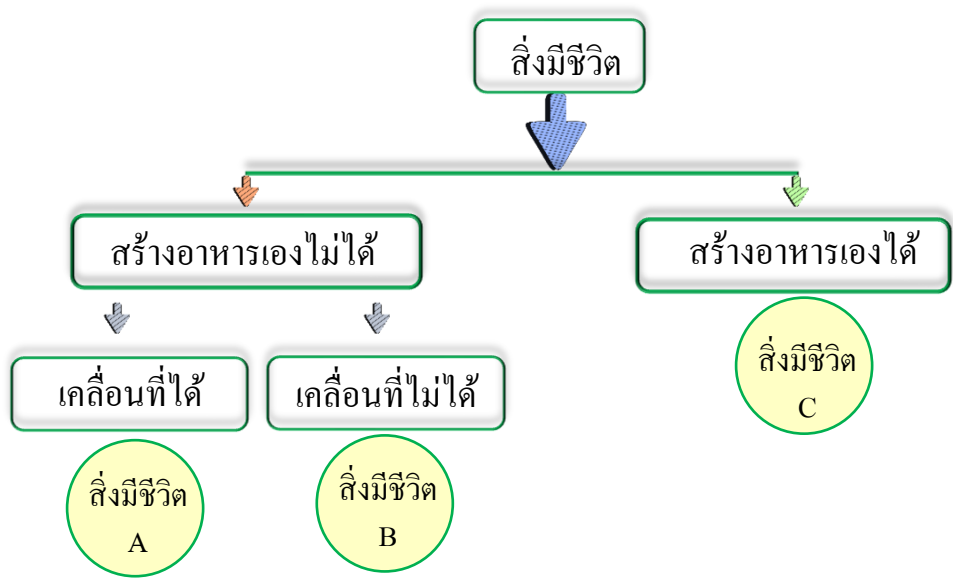 สิ่งมีชีวิต
สร้างอาหารเองไม่ได้
สร้างอาหารเองได้
เคลื่อนที่ได้
เคลื่อนที่ไม่ได้
สิ่งมีชีวิต
C
สิ่งมีชีวิต
A
สิ่งมีชีวิต
B